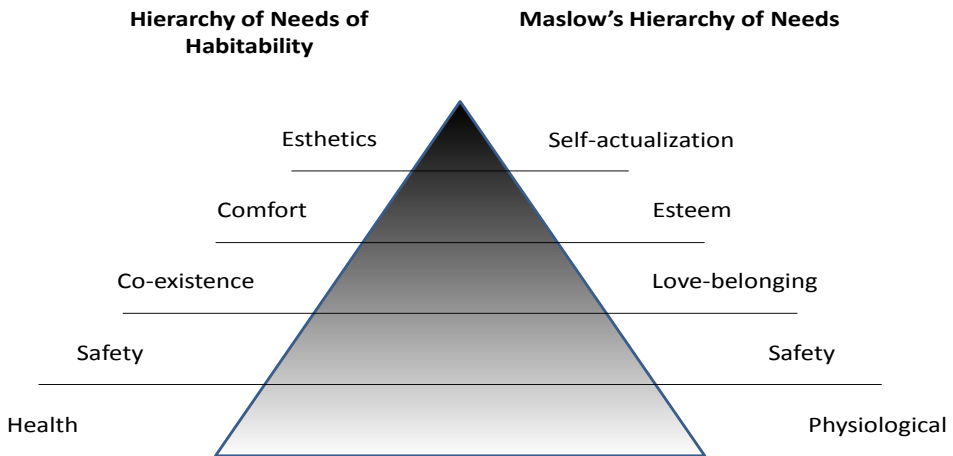 Hierarchy of Needs of
Habitability
Maslow's Hierarchy of Needs
Esthetics
Self-actualization
Comfort
Esteem
Co-existence
Love-belonging
Safety
Safety
Health
Physiological